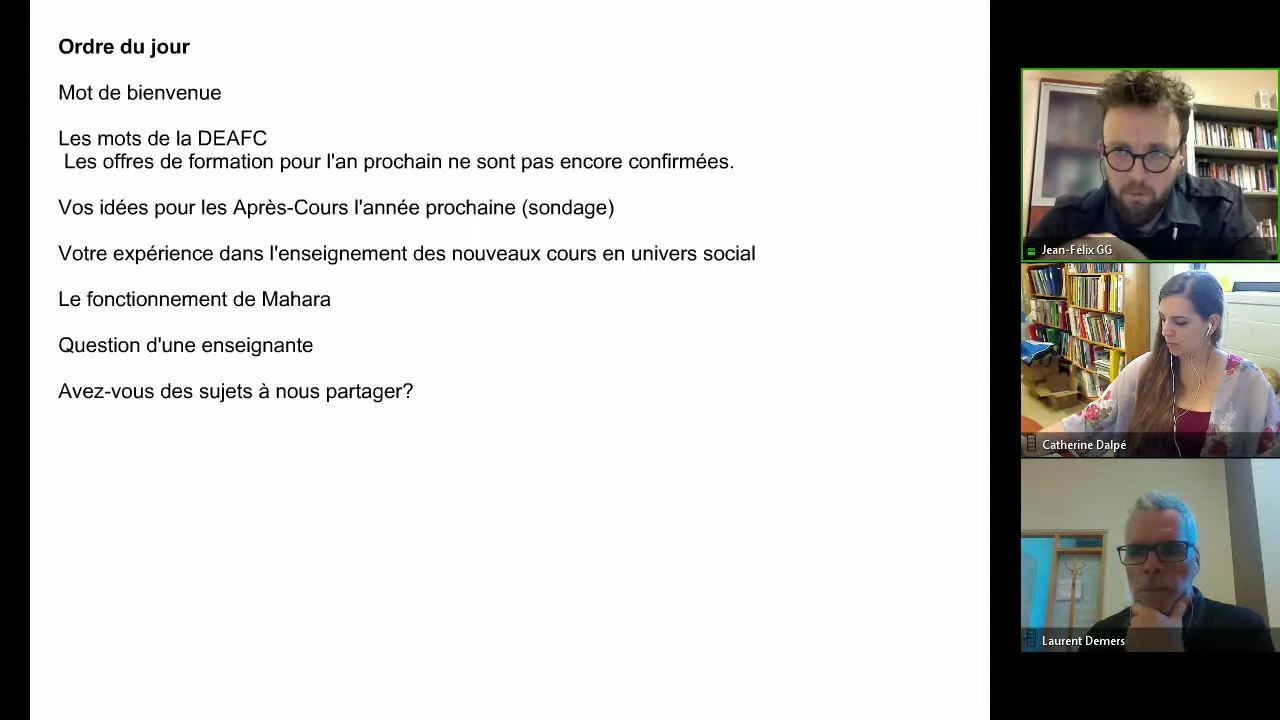 Ordre du jour
Mot de bienvenue
Les mots de la DEAFC
Les offres de formation pour l'an prochain ne sont pas encore confirmées.
Vos idées pour les Après-Cours l'année prochaine (sondage)
Votre expérience dans l'enseignement des nouveaux cours en univers social
Le fonctionnement de Mahara
Question d'une enseignante
Avez-vous des sujets à nous partager?
Jean-Félix GG
Catherine Dalpé
Laurent Demers